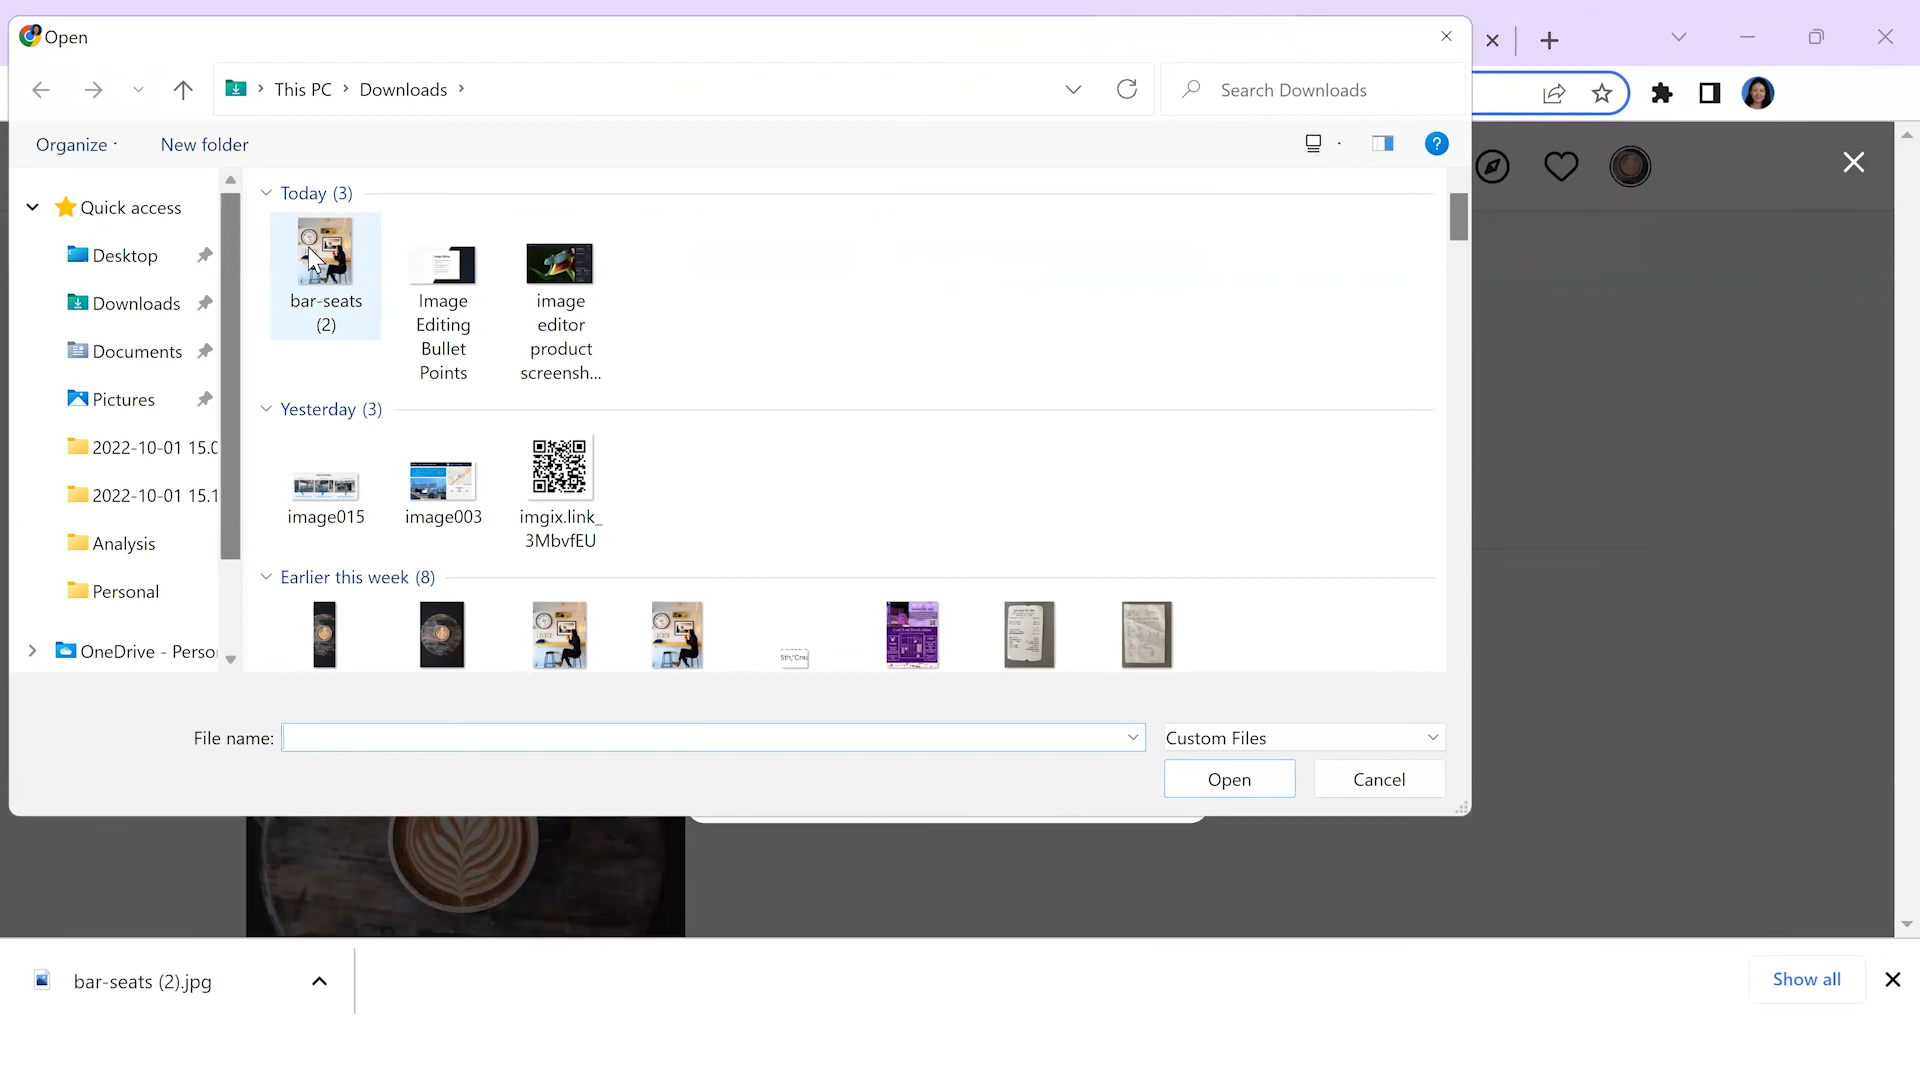 Open
This PC
Downloads
Search Downloads
Organize
New folder
?
Quick access
Desktop
Downloads
Documents
Pictures
2022-10-01 15.0
2022-10-01 15.1
Analysis
Personal
OneDrive - Perso
Today (3)
bar-seats
(2)
Image
Editing
Bullet
Points
image
editor
product
screensh...
Yesterday (3)
image015
image003
imgix.link_
3MbvfEU
Earlier this week (8)
5th,"Crea
File name:
Custom Files
Open
Cancel
bar-seats (2).jpg
Show all